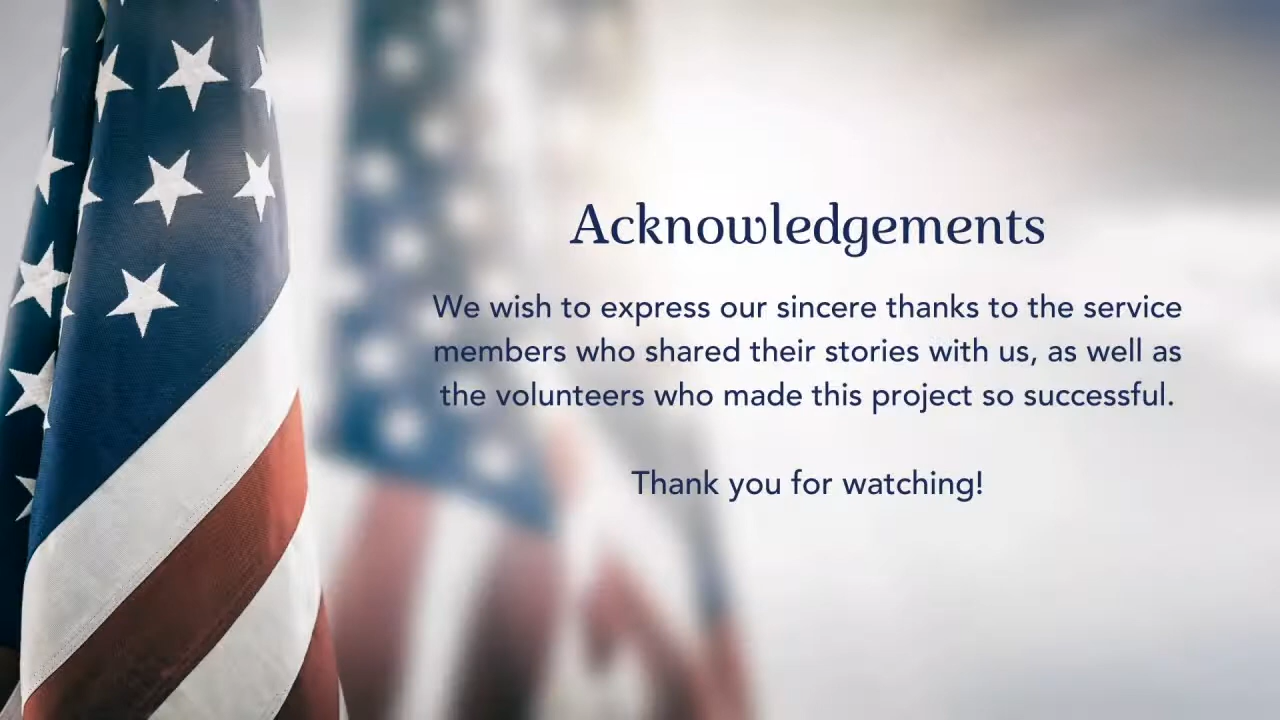 Acknowledgements
We wish to express our sincere thanks to the service
members who shared their stories with us, as well as
the volunteers who made this project so successful.
Thank you for watching!